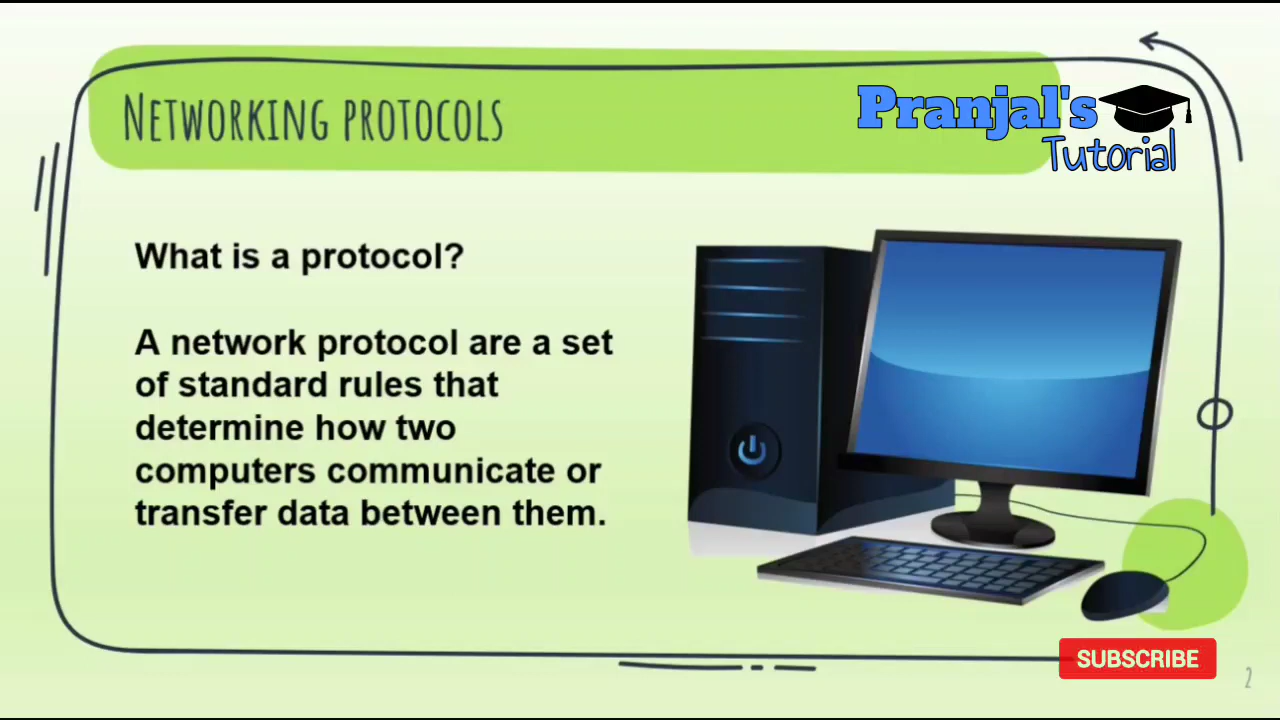 NETWORKING PROTOCOLS
Pranjal's
Tutorial
What is a protocol?
A network protocol are a set
of standard rules that
determine how two
computers communicate or
transfer data between them.
SUBSCRIBE
2